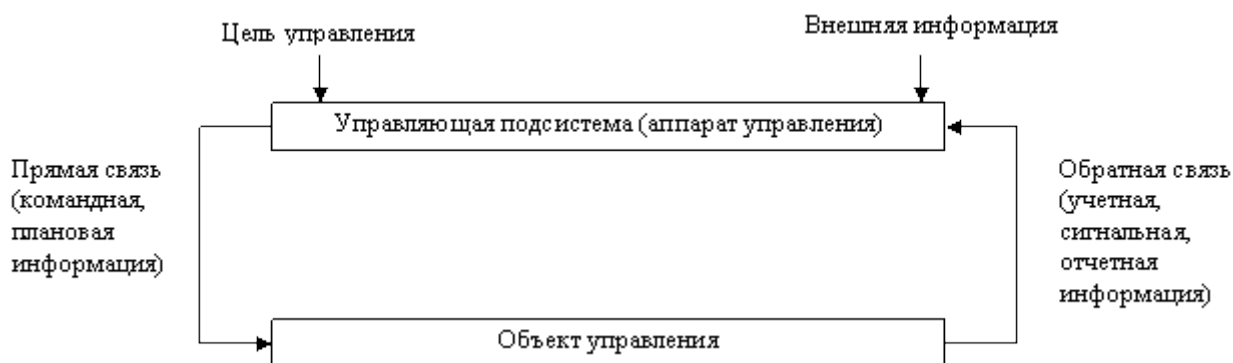 Цель управления
Внешняя информация
Управляющая подсистема (аппарат управления)
Прямая связь
(командная,
плановая
информация)
Обратная связь
(учетная,
сигнальная,
отчетная
информация)
Объект управления